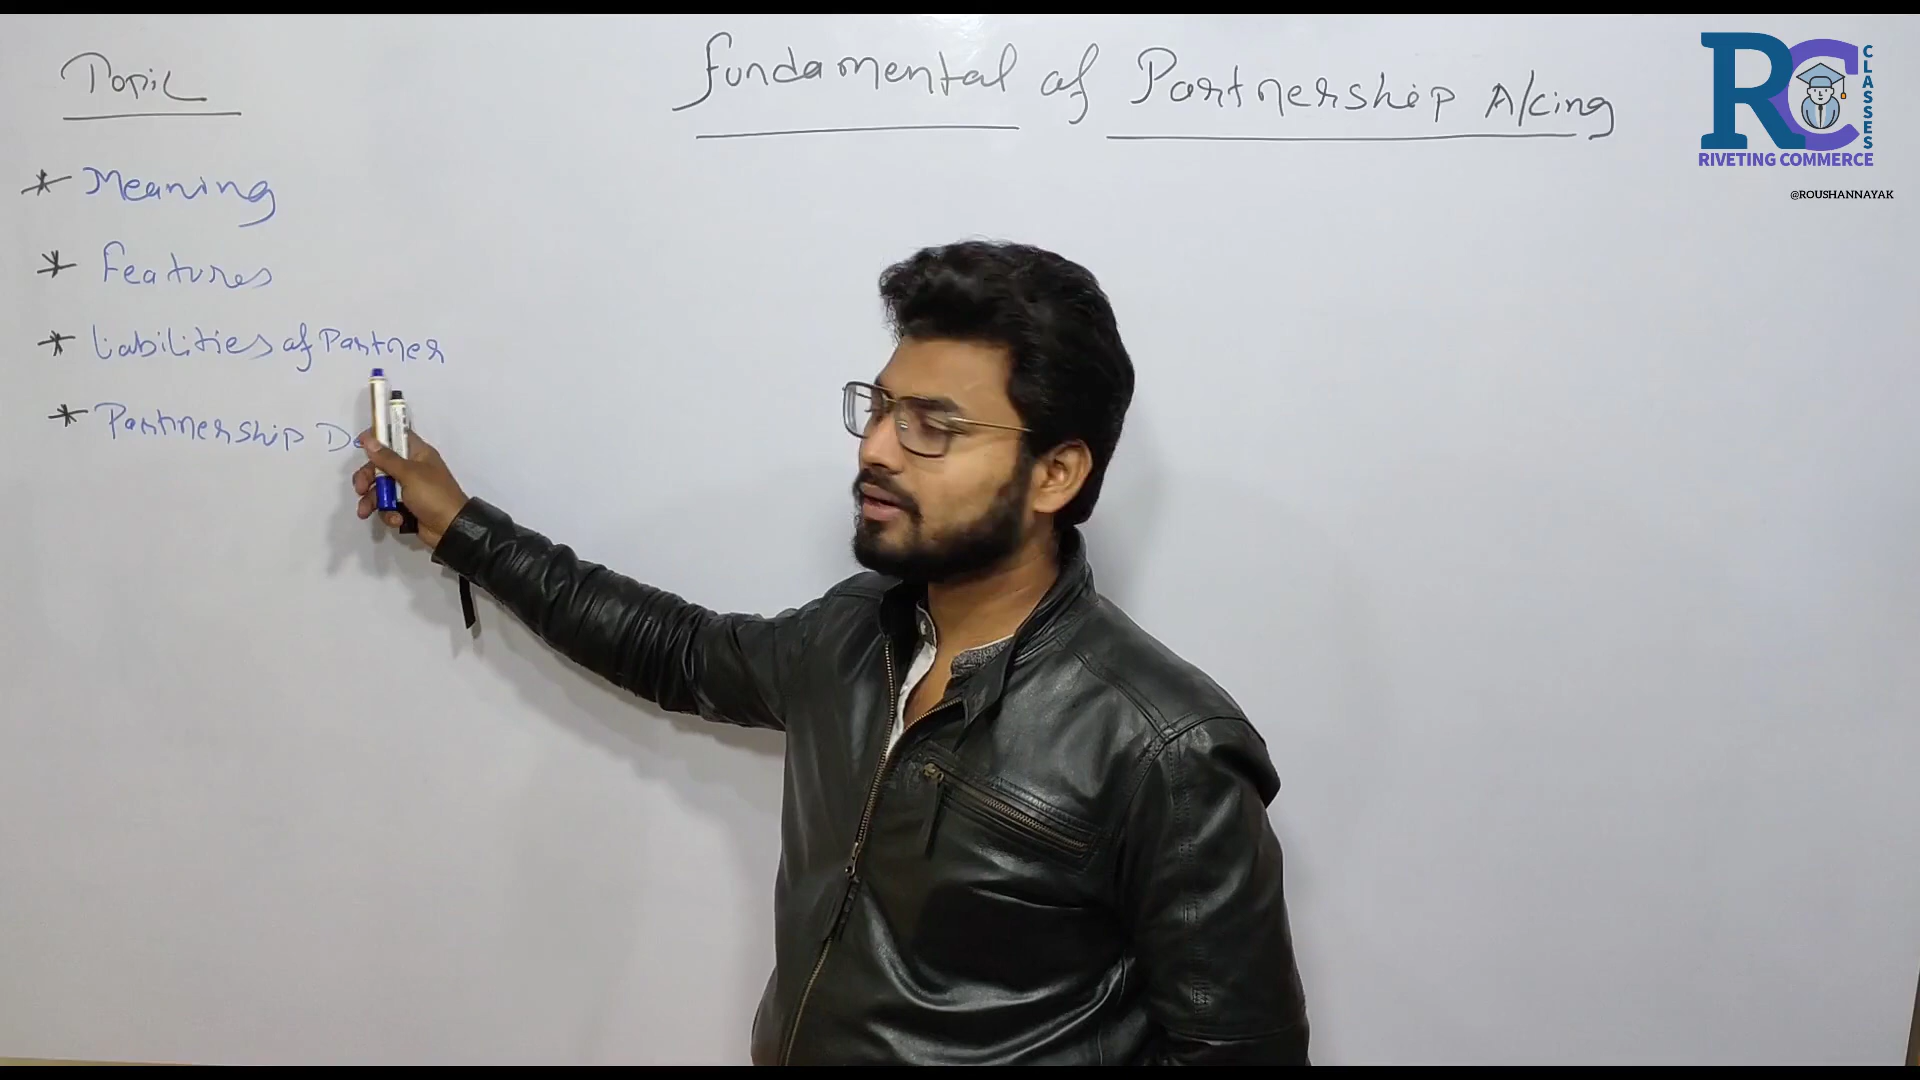 Topic
Fundamental of Partnership A/cing
* Meaning
* Features
* Liabilities of Partner
* Partnership De
RC CLASSES
RIVETING COMMERCE
@ROUSHANNAYAK